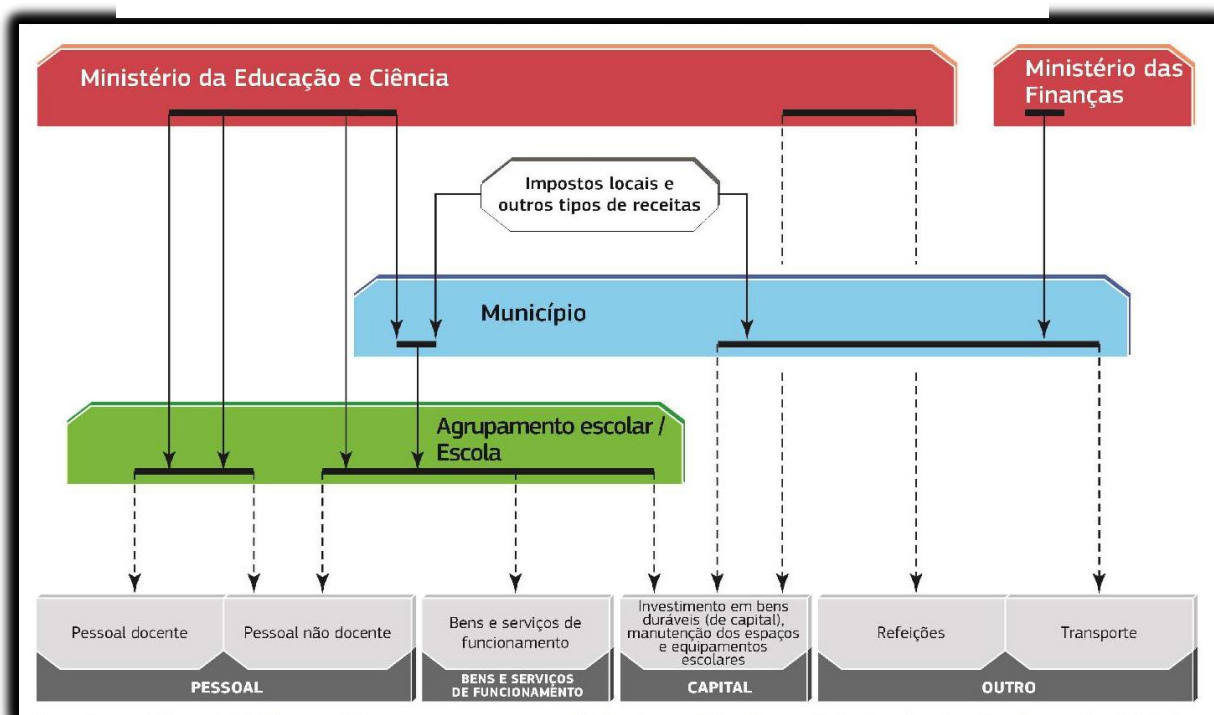 Ministério da Educação e Ciência
Ministério das
Finanças
Impostos locais e
outros tipos de receitas
Município
Agrupamento escolar /
Escola
Pessoal docente
Pessoal não docente
Bens e serviços de
funcionamento
Investimento em bens
duráveis (de capital),
manutenção dos espaços
e equipamentos
escolares
Refeições
Transporte
PESSOAL
BENS E SERVIÇOS
DE FUNCIONAMENTO
CAPITAL
OUTRO